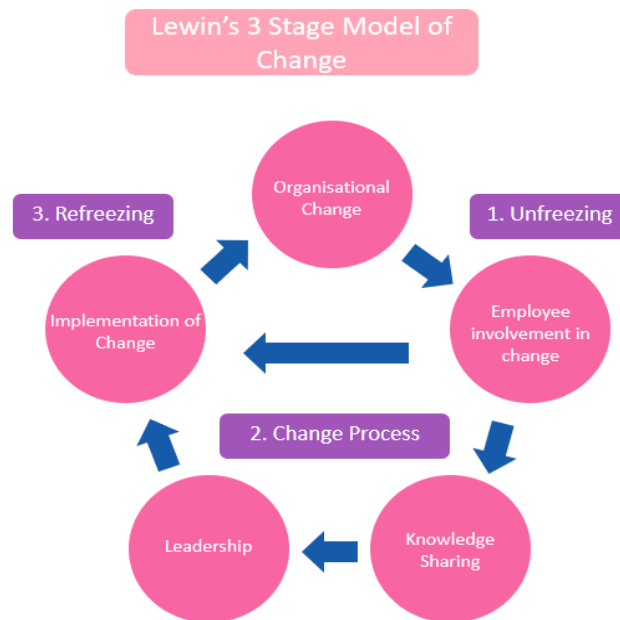 Lewin's 3 Stage Model of
Change
Organisational
Change
3. Refreezing
1. Unfreezing
Implementation of
Change
Employee
involvement in
change
2. Change Process
Leadership
Knowledge
Sharing